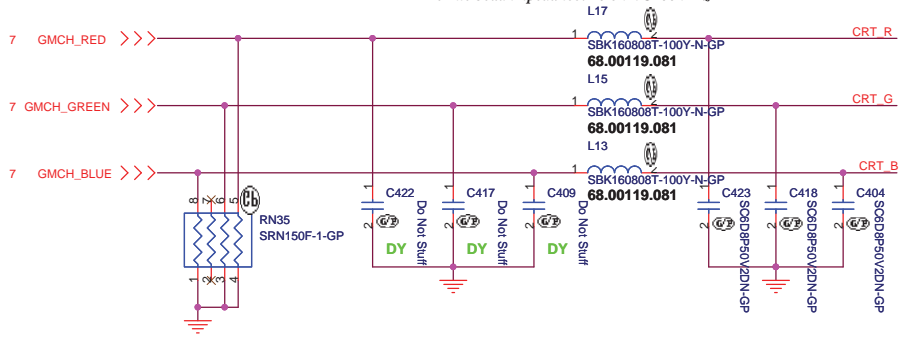 L17
7 GMCH_RED
1
2
CRT_R
SBK160808T-100Y-N-GP
68.00119.081
L15
7 GMCH_GREEN
1
2
CRT_G
SBK160808T-100Y-N-GP
68.00119.081
L13
7 GMCH_BLUE
1
2
CRT_B
SBK160808T-100Y-N-GP
68.00119.081
8 7 6 5
RN35
SRN150F-1-GP
1 2 3 4
1 C422
2
Do Not Stuff
DY
1 C417
2
Do Not Stuff
DY
1 C409
2
Do Not Stuff
DY
1 C423
2
SC6D8P50V2DN-GP
1 C418
2
SC6D8P50V2DN-GP
1 C404
2
SC6D8P50V2DN-GP